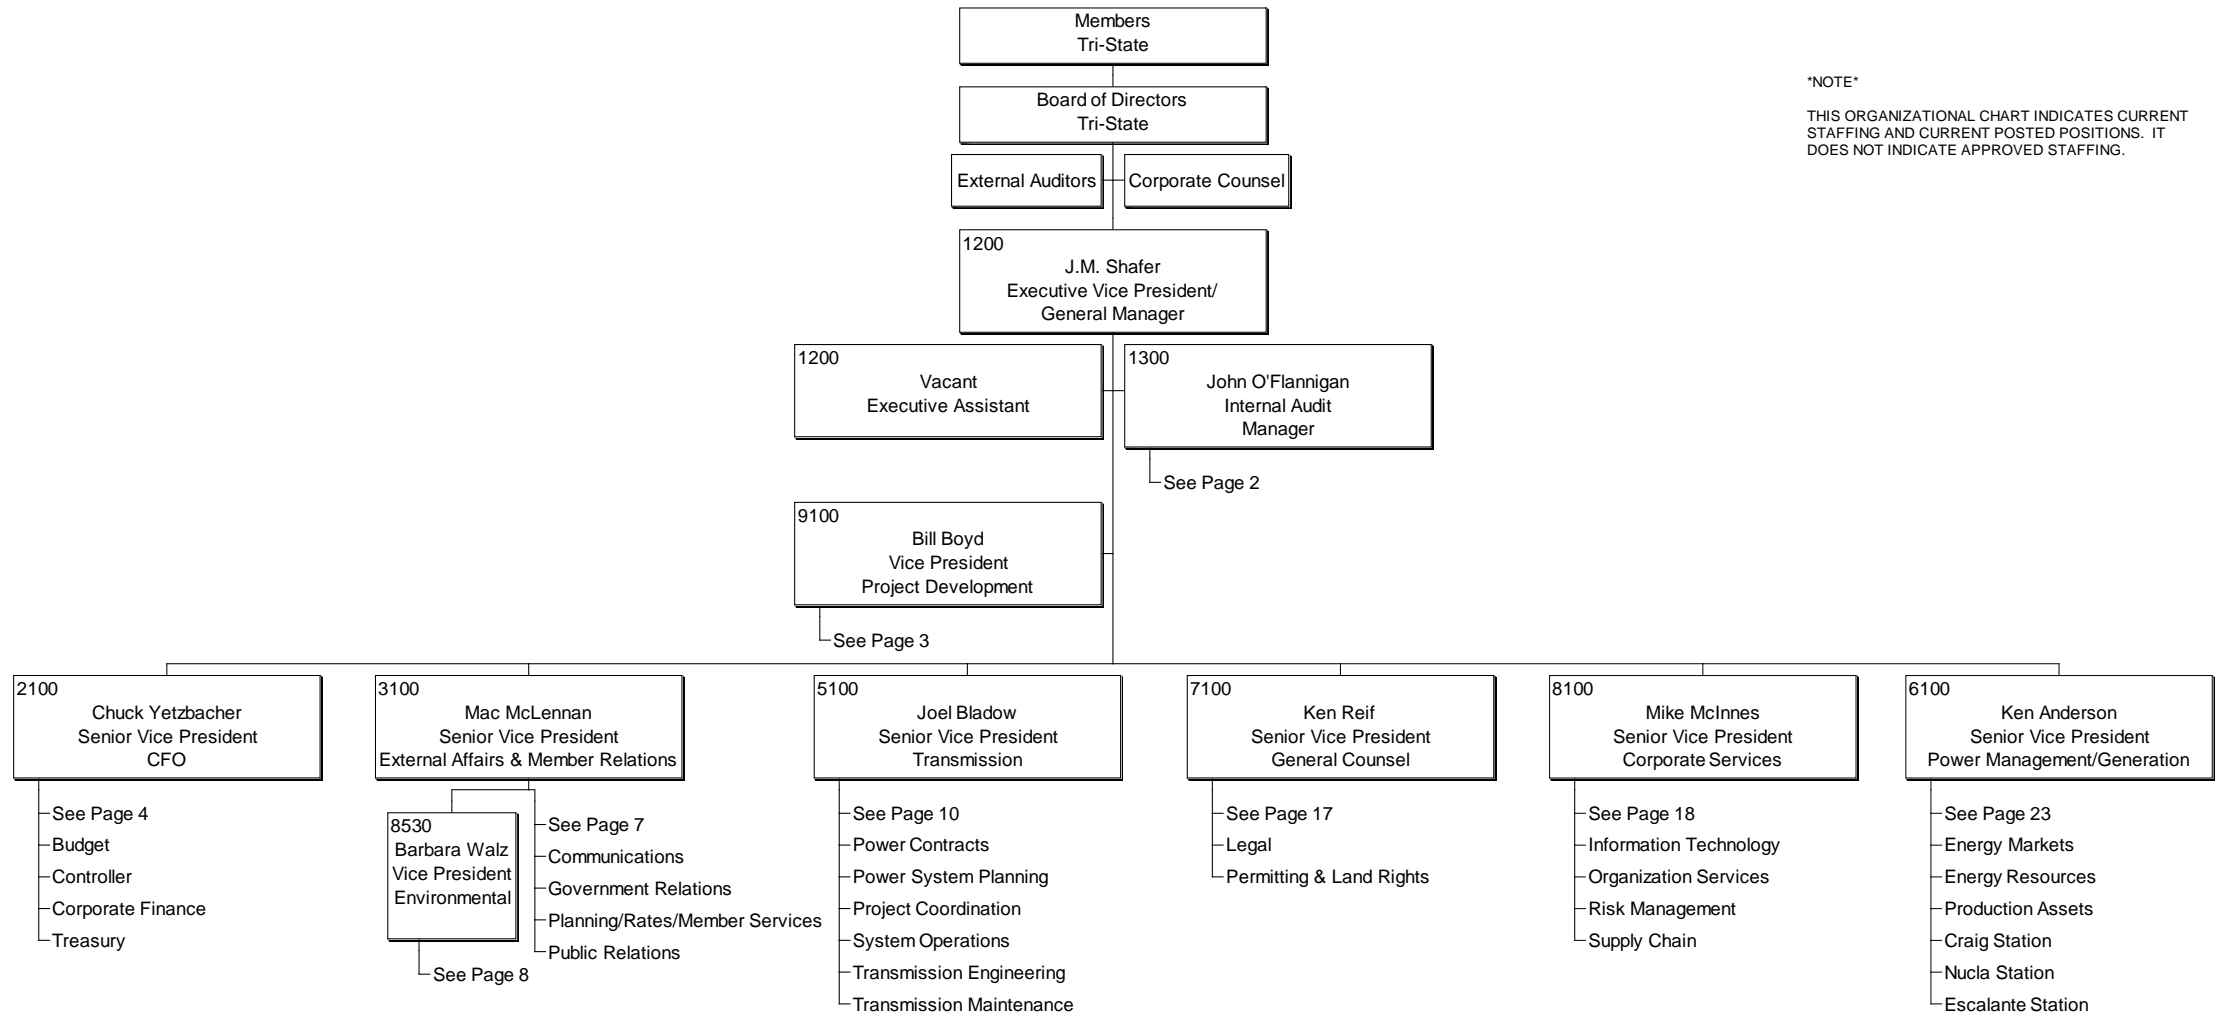 Members
Tri-State
*NOTE*
THIS ORGANIZATIONAL CHART INDICATES CURRENT
STAFFING AND CURRENT POSTED POSITIONS. IT
DOES NOT INDICATE APPROVED STAFFING.
Board of Directors
Tri-State
External Auditors
Corporate Counsel
1200
J.M. Shafer
Executive Vice President/
General Manager
1200
Vacant
Executive Assistant
1300
John O'Flannigan
Internal Audit
Manager
See Page 2
9100
Bill Boyd
Vice President
Project Development
See Page 3
2100
Chuck Yetzbacher
Senior Vice President
CFO
See Page 4
Budget
Controller
Corporate Finance
Treasury
3100
Mac McLennan
Senior Vice President
External Affairs & Member Relations
8530
Barbara Walz
Vice President
Environmental
See Page 8
See Page 7
Communications
Government Relations
Planning/Rates/Member Services
Public Relations
5100
Joel Bladow
Senior Vice President
Transmission
See Page 10
Power Contracts
Power System Planning
Project Coordination
System Operations
Transmission Engineering
Transmission Maintenance
7100
Ken Reif
Senior Vice President
General Counsel
See Page 17
Legal
Permitting & Land Rights
8100
Mike McInnes
Senior Vice President
Corporate Services
See Page 18
Information Technology
Organization Services
Risk Management
Supply Chain
6100
Ken Anderson
Senior Vice President
Power Management/Generation
See Page 23
Energy Markets
Energy Resources
Production Assets
Craig Station
Nucla Station
Escalante Station